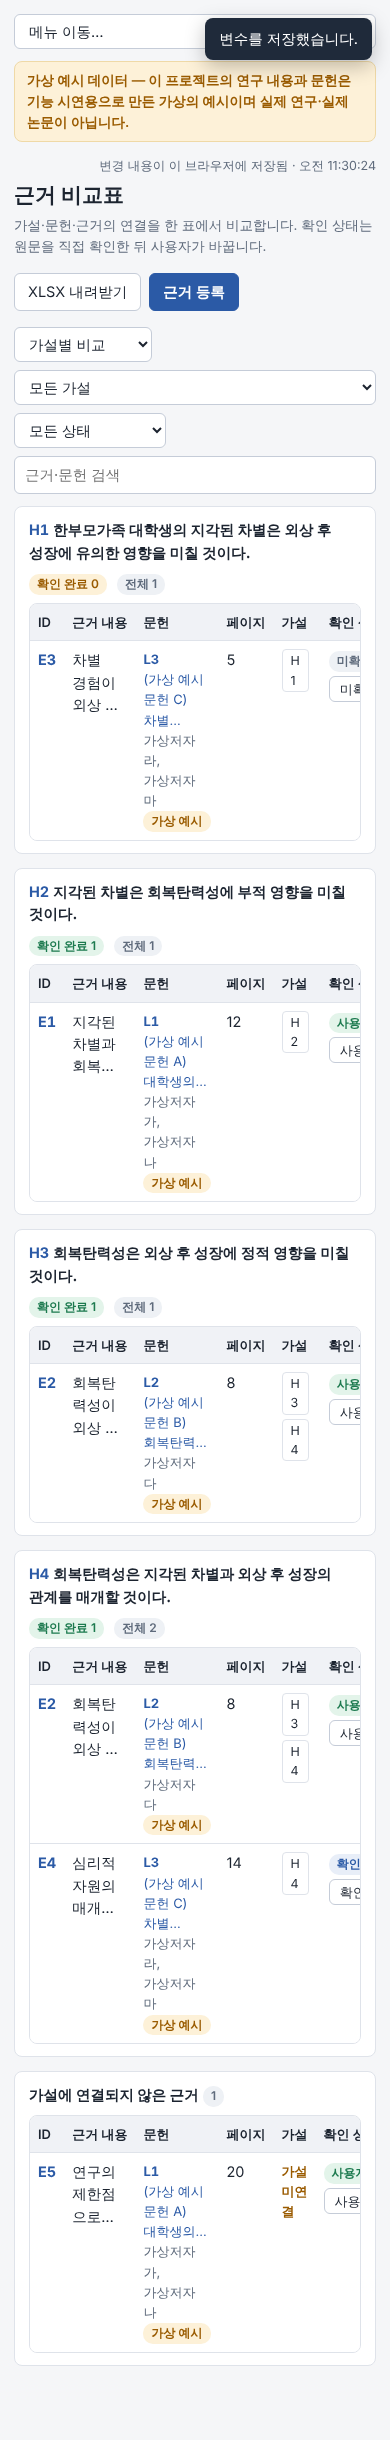 메뉴 이동...
변수를 저장했습니다.
가상 예시 데이터 — 이 프로젝트의 연구 내용과 문헌은
기능 시연용으로 만든 가상의 예시이며 실제 연구·실제
논문이 아닙니다.
변경 내용이 이 브라우저에 저장됨 · 오전 11:30:24
근거 비교표
가설·문헌·근거의 연결을 한 표에서 비교합니다. 확인 상태는
원문을 직접 확인한 뒤 사용자가 바꿉니다.
XLSX 내려받기
근거 등록
가설별 비교
모든 가설
모든 상태
근거·문헌 검색
H1 한부모가족 대학생의 지각된 차별은 외상 후
성장에 유의한 영향을 미칠 것이다.
확인 완료 0 전체 1
ID 근거 내용 문헌 페이지 가설 확인
E3 차별 L3 5 H
경험이 (가상 예시 1
외상 ... 문헌 C)
차별...
가상저자
라,
가상저자
마
가상 예시
H2 지각된 차별은 회복탄력성에 부적 영향을 미칠
것이다.
확인 완료 1 전체 1
ID 근거 내용 문헌 페이지 가설 확인
E1 지각된 L1 12 H 사용
차별과 (가상 예시 2 사용
회복... 문헌 A)
대학생의...
가상저자
가,
가상저자
나
가상 예시
H3 회복탄력성은 외상 후 성장에 정적 영향을 미칠
것이다.
확인 완료 1 전체 1
ID 근거 내용 문헌 페이지 가설 확인
E2 회복탄 L2 8 H 사용
력성이 (가상 예시 3 사용
외상 ... 문헌 B) H
회복탄력... 4
가상저자
다
가상 예시
H4 회복탄력성은 지각된 차별과 외상 후 성장의
관계를 매개할 것이다.
확인 완료 1 전체 2
ID 근거 내용 문헌 페이지 가설 확인
E2 회복탄 L2 8 H 사용
력성이 (가상 예시 3 사용
외상 ... 문헌 B) H
회복탄력... 4
가상저자
다
가상 예시
E4 심리적 L3 14 H 확인
자원의 (가상 예시 4
매개... 문헌 C)
차별...
가상저자
라,
가상저자
마
가상 예시
가설에 연결되지 않은 근거 1
ID 근거 내용 문헌 페이지 가설 확인
E5 연구의 L1 20 가설
제한점 (가상 예시 미연
으로... 문헌 A) 결
대학생의...
가상저자
가,
가상저자
나
가상 예시